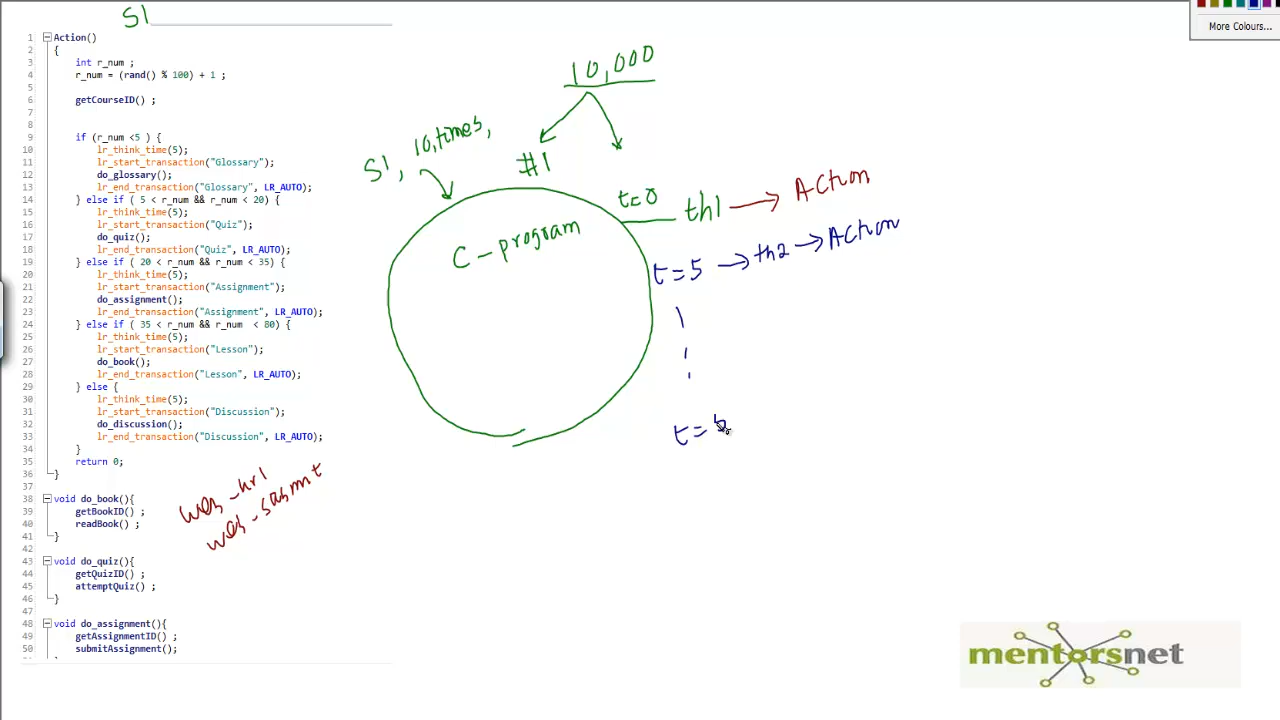 S1
More Colours...
1 Action()
2 {
3 int r_num ;
4 r_num = (rand() % 100) + 1 ;
5
6 getCourseID() ;
7
8
9 if (r_num <5 ) {
10 lr_think_time(5);
11 lr_start_transaction("Glossary");
12 do_glossary();
13 lr_end_transaction("Glossary", LR_AUTO);
14 } else if ( 5 < r_num && r_num < 20) {
15 lr_think_time(5);
16 lr_start_transaction("Quiz");
17 do_quiz();
18 lr_end_transaction("Quiz", LR_AUTO);
19 } else if ( 20 < r_num && r_num < 35) {
20 lr_think_time(5);
21 lr_start_transaction("Assignment");
22 do_assignment();
23 lr_end_transaction("Assignment", LR_AUTO);
24 } else if ( 35 < r_num && r_num  < 80) {
25 lr_think_time(5);
26 lr_start_transaction("Lesson");
27 do_book();
28 lr_end_transaction("Lesson", LR_AUTO);
29 } else {
30 lr_think_time(5);
31 lr_start_transaction("Discussion");
32 do_discussion();
33 lr_end_transaction("Discussion", LR_AUTO);
34 }
35 return 0;
36 }
37
38 void do_book(){
39 getBookID() ;
40 readBook() ;
41 }
42
43 void do_quiz(){
44 getQuizID() ;
45 attemptQuiz() ;
46 }
47
48 void do_assignment(){
49 getAssignmentID() ;
50 submitAssignment();
10,000
S1, 10,times,
#1
t=0 th1 → Action
C-program
t=5 → th2 → Action
t=
web_url
web_submit
mentorsnet